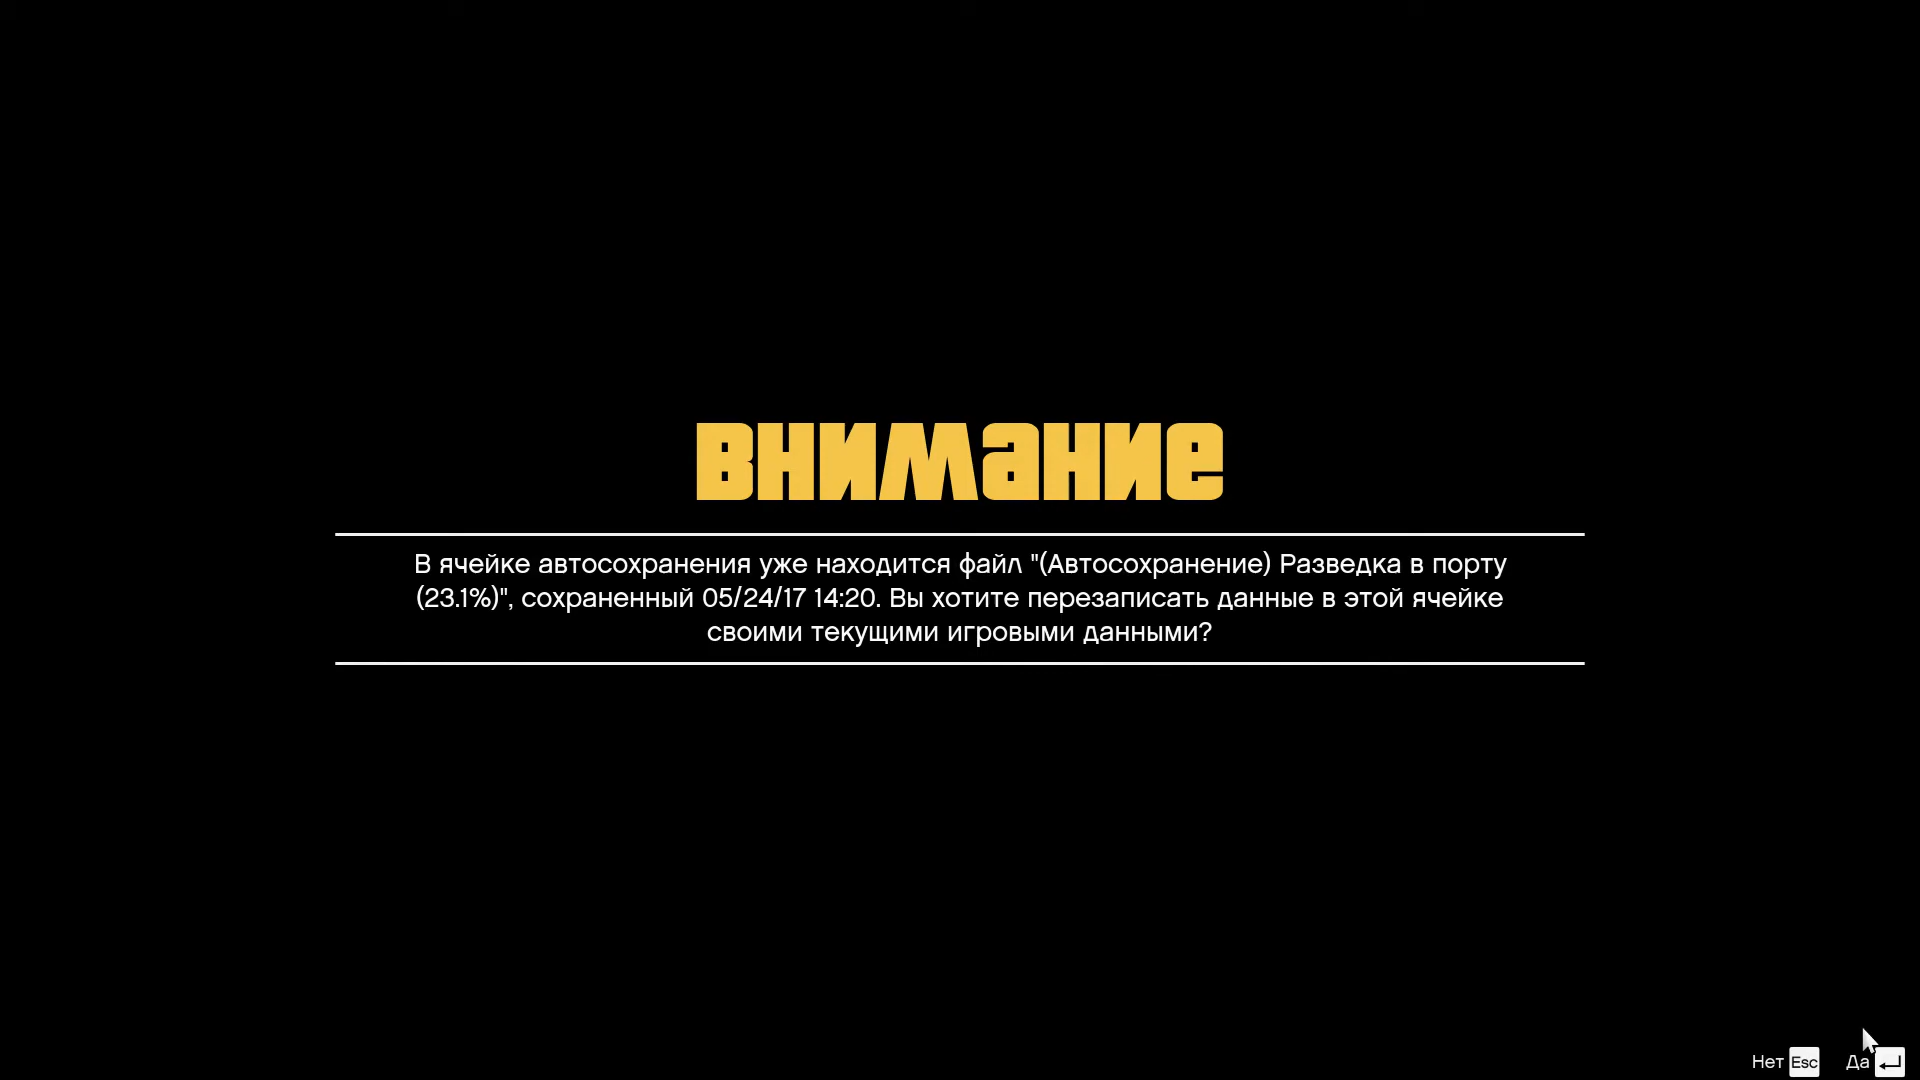 внимание
В ячейке автосохранения уже находится файл "(Автосохранение) Разведка в порту
(23.1%)", сохраненный 05/24/17 14:20. Вы хотите перезаписать данные в этой ячейке
своими текущими игровыми данными?
Нет Esc Да